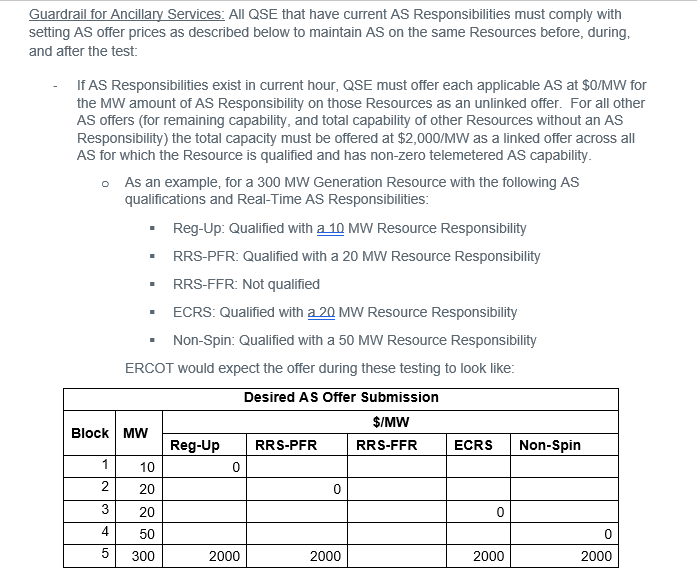 Guardrail for Ancillary Services: All QSE that have current AS Responsibilities must comply with
setting AS offer prices as described below to maintain AS on the same Resources before, during,
and after the test:
- If AS Responsibilities exist in current hour, QSE must offer each applicable AS at $0/MW for
the MW amount of AS Responsibility on those Resources as an unlinked offer. For all other
AS offers (for remaining capability, and total capability of other Resources without an AS
Responsibility) the total capacity must be offered at $2,000/MW as a linked offer across all
AS for which the Resource is qualified and has non-zero telemetered AS capability.
o As an example, for a 300 MW Generation Resource with the following AS
qualifications and Real-Time AS Responsibilities:
▪ Reg-Up: Qualified with a 10 MW Resource Responsibility
▪ RRS-PFR: Qualified with a 20 MW Resource Responsibility
▪ RRS-FFR: Not qualified
▪ ECRS: Qualified with a 20 MW Resource Responsibility
▪ Non-Spin: Qualified with a 50 MW Resource Responsibility
ERCOT would expect the offer during these testing to look like:
Desired AS Offer Submission
Block MW $/MW
Reg-Up RRS-PFR RRS-FFR ECRS Non-Spin
1 10 0
2 20 0
3 20 0
4 50 0
5 300 2000 2000 2000 2000